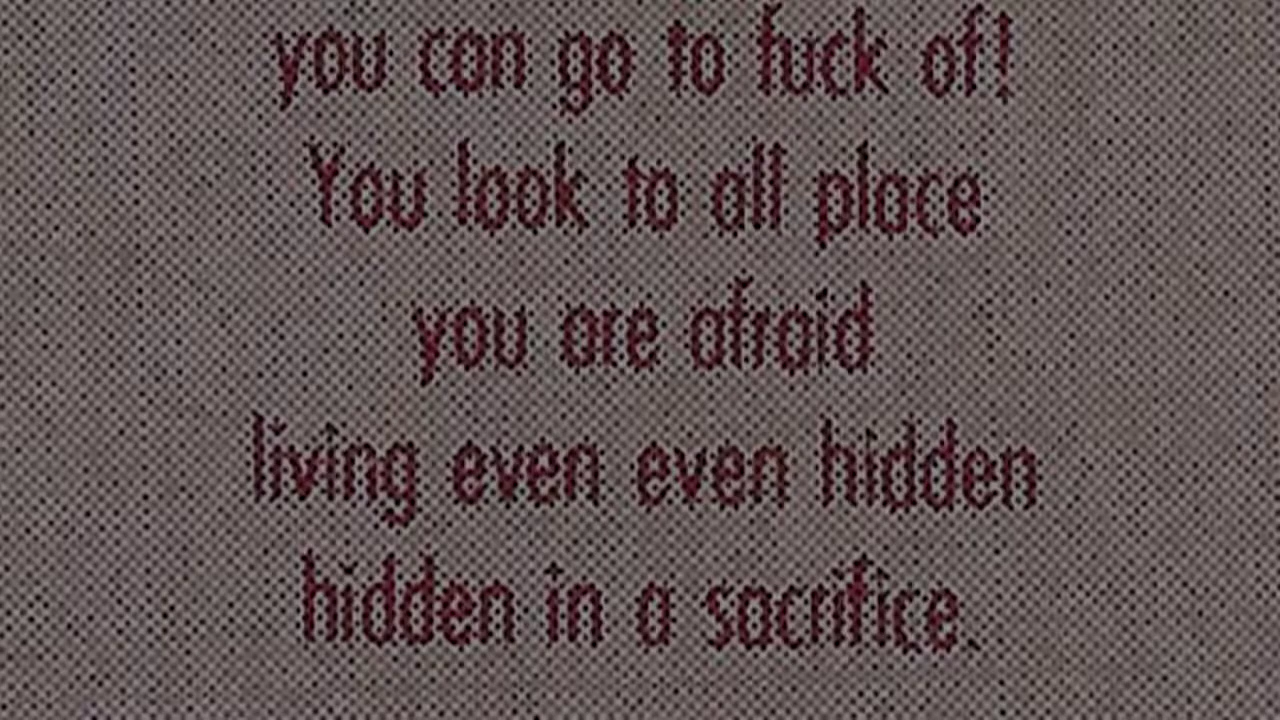 you can go to fuck of!
You look to all place
you are afraid
living even even hidden
hidden in a sacrifice.